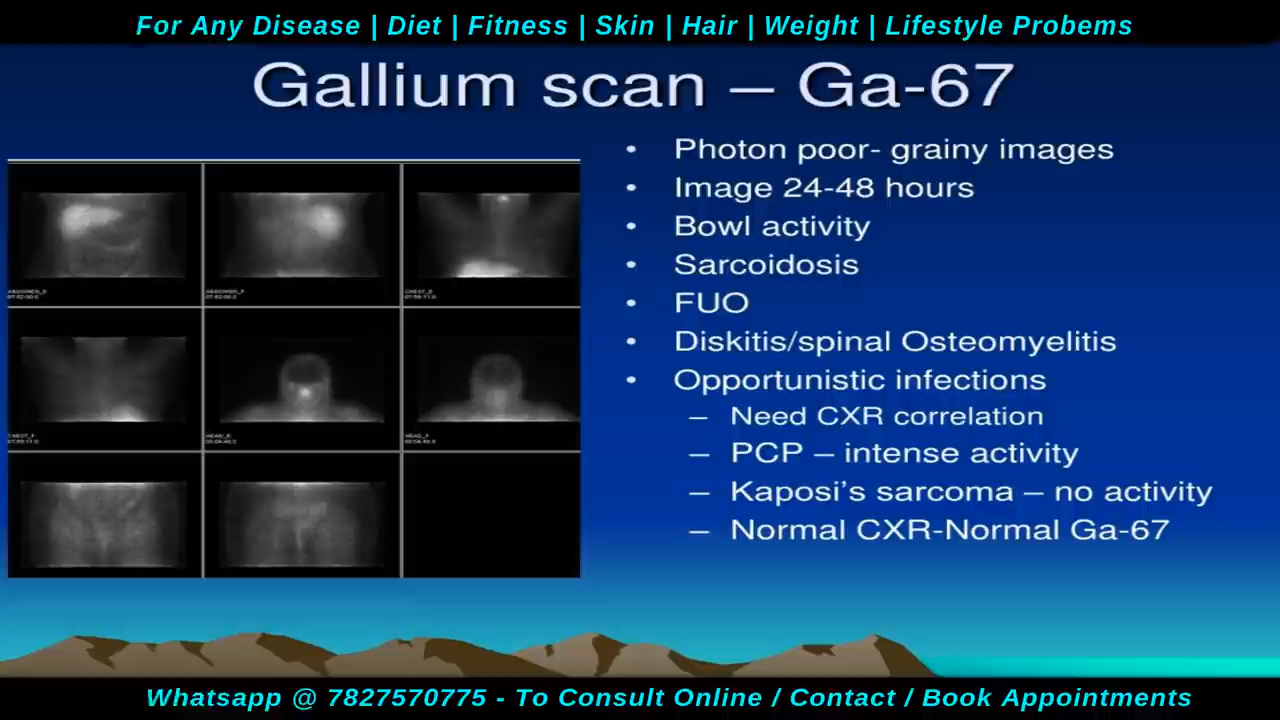 For Any Disease | Diet | Fitness | Skin | Hair | Weight | Lifestyle Probems
Gallium scan – Ga-67
• Photon poor- grainy images
• Image 24-48 hours
• Bowl activity
• Sarcoidosis
• FUO
• Diskitis/spinal Osteomyelitis
• Opportunistic infections
– Need CXR correlation
– PCP – intense activity
– Kaposi's sarcoma – no activity
– Normal CXR-Normal Ga-67
Whatsapp @ 7827570775 - To Consult Online / Contact / Book Appointments